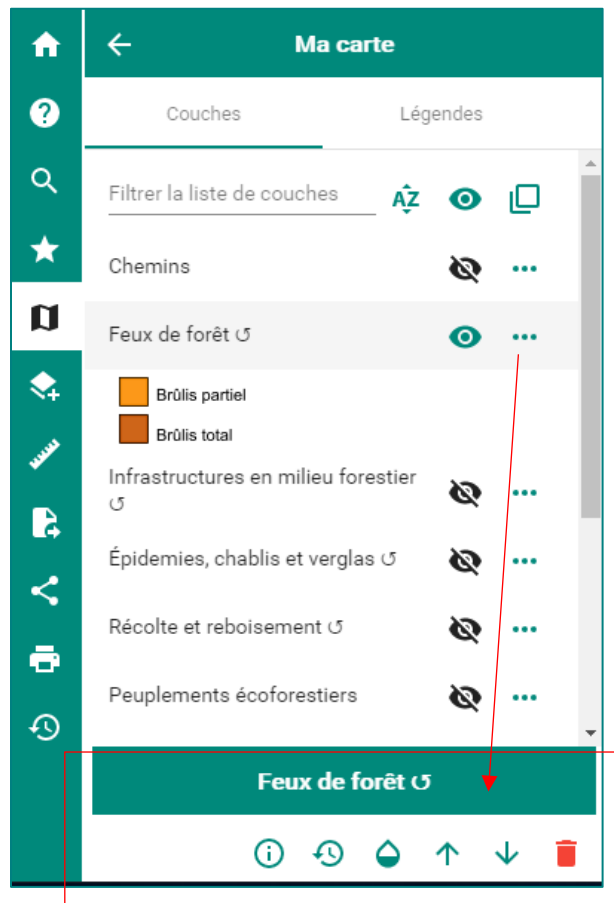 Ma carte
Couches
Légendes
Filtrer la liste de couches
AZ
Chemins
Feux de forêt ↺
Brûlis partiel
Brûlis total
Infrastructures en milieu forestier
↺
Épidemies, chablis et verglas ↺
Récolte et reboisement ↺
Peuplements écoforestiers
Feux de forêt ↺